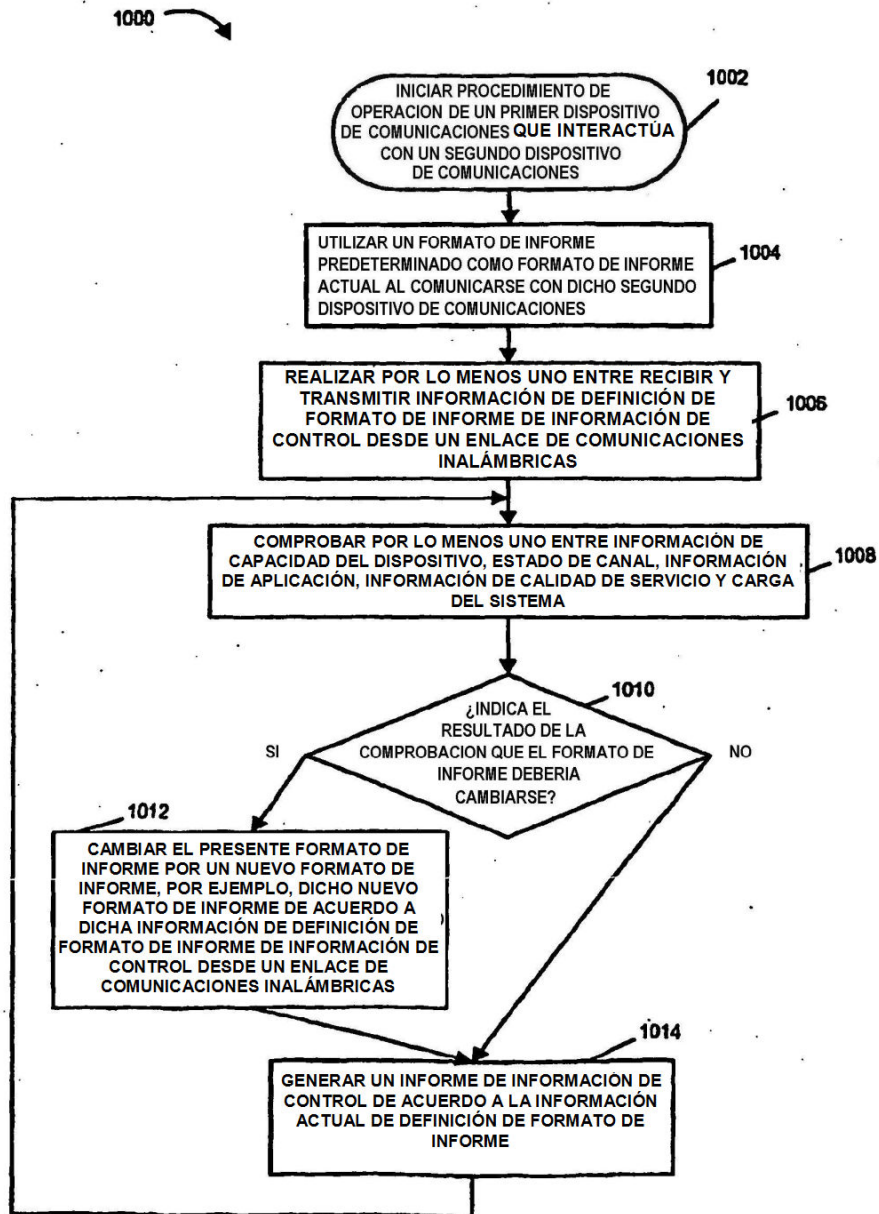 1000
1002
INICIAR PROCEDIMIENTO DE
OPERACION DE UN PRIMER DISPOSITIVO
DE COMUNICACIONES QUE INTERACTÚA
CON UN SEGUNDO DISPOSITIVO
DE COMUNICACIONES
1004
UTILIZAR UN FORMATO DE INFORME
PREDETERMINADO COMO FORMATO DE INFORME
ACTUAL AL COMUNICARSE CON DICHO SEGUNDO
DISPOSITIVO DE COMUNICACIONES
1006
REALIZAR POR LO MENOS UNO ENTRE RECIBIR Y
TRANSMITIR INFORMACIÓN DE DEFINICIÓN DE
FORMATO DE INFORME DE INFORMACIÓN DE
CONTROL DESDE UN ENLACE DE COMUNICACIONES
INALÁMBRICAS
1008
COMPROBAR POR LO MENOS UNO ENTRE INFORMACIÓN DE
CAPACIDAD DEL DISPOSITIVO, ESTADO DE CANAL, INFORMACIÓN
DE APLICACIÓN, INFORMACIÓN DE CALIDAD DE SERVICIO Y CARGA
DEL SISTEMA
1010
¿INDICA EL
RESULTADO DE LA
COMPROBACION QUE EL FORMATO DE
INFORME DEBERIA
CAMBIARSE?
SI
NO
1012
CAMBIAR EL PRESENTE FORMATO DE
INFORME POR UN NUEVO FORMATO DE
INFORME, POR EJEMPLO, DICHO NUEVO
FORMATO DE INFORME DE ACUERDO A
DICHA INFORMACIÓN DE DEFINICIÓN DE
FORMATO DE INFORME DE INFORMACIÓN DE
CONTROL DESDE UN ENLACE DE
COMUNICACIONES INALÁMBRICAS
1014
GENERAR UN INFORME DE INFORMACIÓN DE
CONTROL DE ACUERDO A LA INFORMACIÓN
ACTUAL DE DEFINICIÓN DE FORMATO DE
INFORME